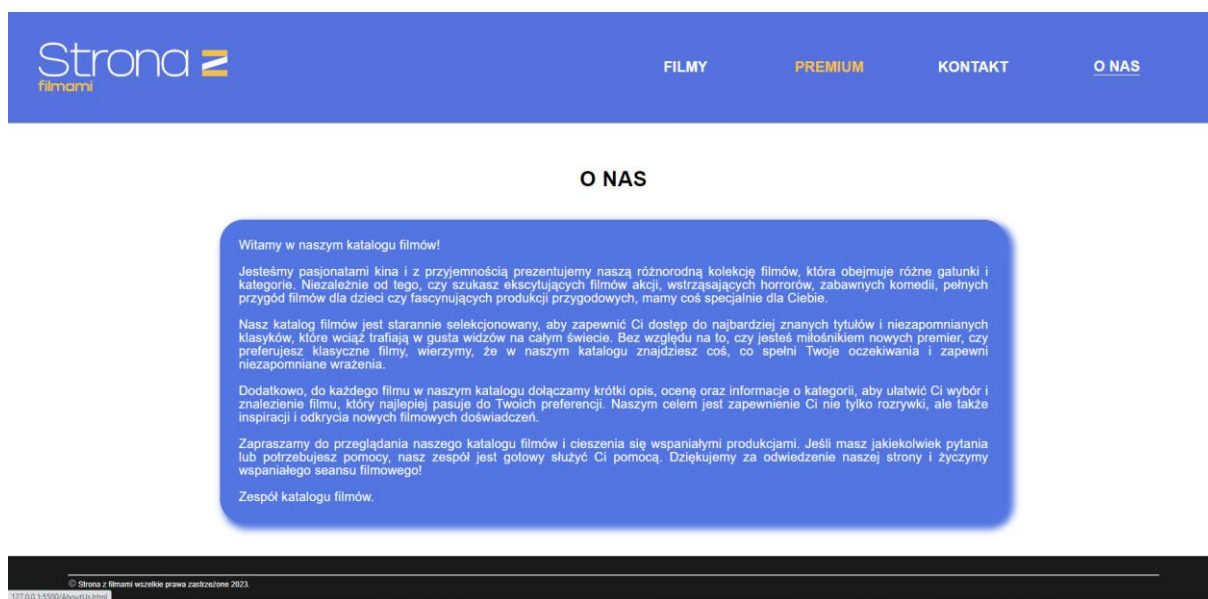 Strona z
filmami
FILMY
PREMIUM
KONTAKT
O NAS
O NAS
Witamy w naszym katalogu filmów!
Jesteśmy pasjonatami kina i z przyjemnością prezentujemy naszą różnorodną kolekcję filmów, która obejmuje różne gatunki i
kategorie. Niezależnie od tego, czy szukasz ekscytujących filmów akcji, wstrząsających horrorów, zabawnych komedii, pełnych
przygód filmów dla dzieci czy fascynujących produkcji przygodowych, mamy coś specjalnie dla Ciebie.
Nasz katalog filmów jest starannie selekcjonowany, aby zapewnić Ci dostęp do najbardziej znanych tytułów i niezapomnianych
klasyków, które wciąż trafiają w gusta widzów na całym świecie. Bez względu na to, czy jesteś miłośnikiem nowych premier, czy
preferujesz klasyczne filmy, wierzymy, że w naszym katalogu znajdziesz coś, co spełni Twoje oczekiwania i zapewni
niezapomniane wrażenia.
Dodatkowo, do każdego filmu w naszym katalogu dołączamy krótki opis, ocenę oraz informacje o kategorii, aby ułatwić Ci wybór i
znalezienie filmu, który najlepiej pasuje do Twoich preferencji. Naszym celem jest zapewnienie Ci nie tylko rozrywki, ale także
inspiracji i odkrycia nowych filmowych doświadczeń.
Zapraszamy do przeglądania naszego katalogu filmów i cieszenia się wspaniałymi produkcjami. Jeśli masz jakiekolwiek pytania
lub potrzebujesz pomocy, nasz zespół jest gotowy służyć Ci pomocą. Dziękujemy za odwiedzenie naszej strony i życzymy
wspaniałego seansu filmowego!
Zespół katalogu filmów.
© Strona z filmami wszelkie prawa zastrzeżone 2023.
127.0.0.1:5500/AboutUs.html